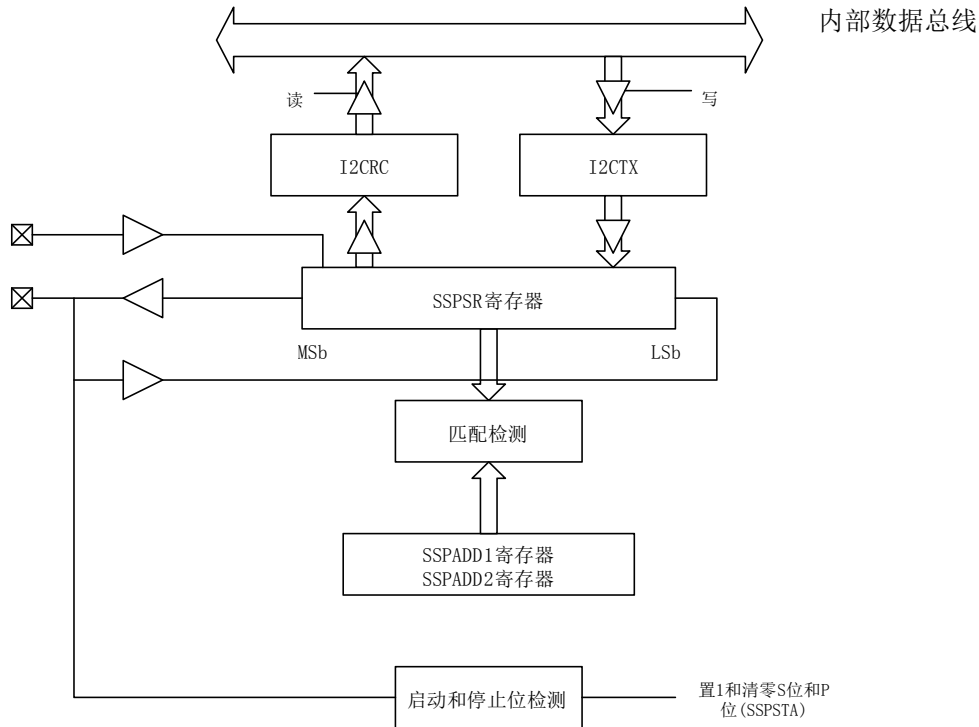 内部数据总线
读
写
I2CRC
I2CTX
SSPSR寄存器
MSb
LSb
匹配检测
SSPADD1寄存器
SSPADD2寄存器
启动和停止位检测
置1和清零S位和P
位(SSPSTA)